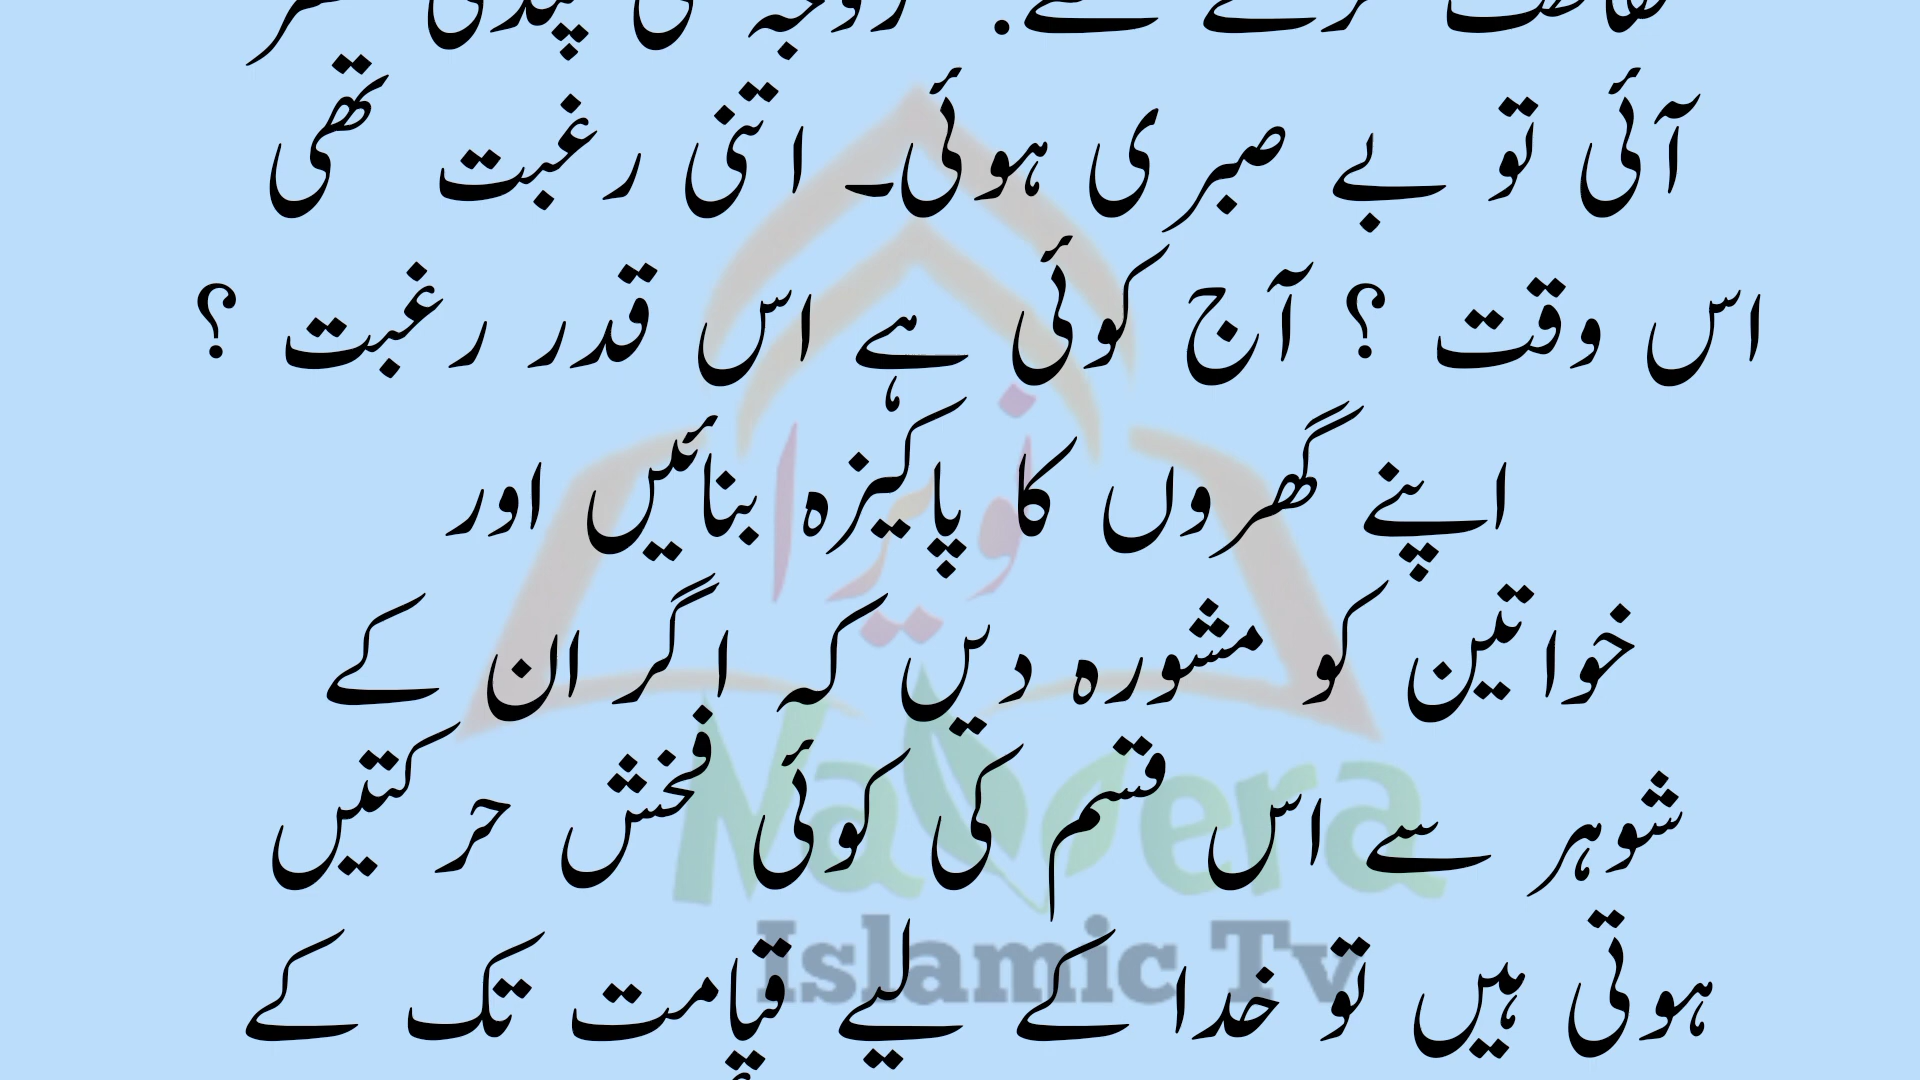 آئی تو بے صبری ہوئی۔ اتنی رغبت تھی
اس وقت ؟ آج کوئی ہے اس قدر رغبت ؟
اپنے گھروں کا پاکیزہ بنائیں اور
خواتین کو مشورہ دیں کہ اگر ان کے
شوہر سے اس قسم کی کوئی فحش حرکتیں
ہوتی ہیں تو خدا کے لیے قیامت تک کے
نویرا
Naveera
Islamic Tv